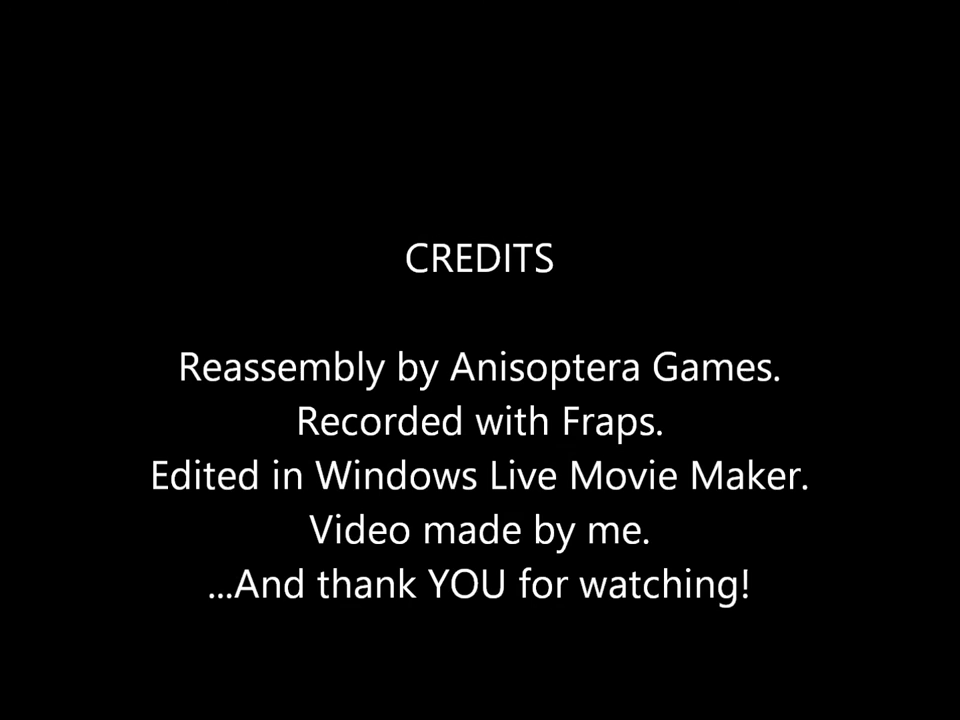 CREDITS
Reassembly by Anisoptera Games.
Recorded with Fraps.
Edited in Windows Live Movie Maker.
Video made by me.
...And thank YOU for watching!